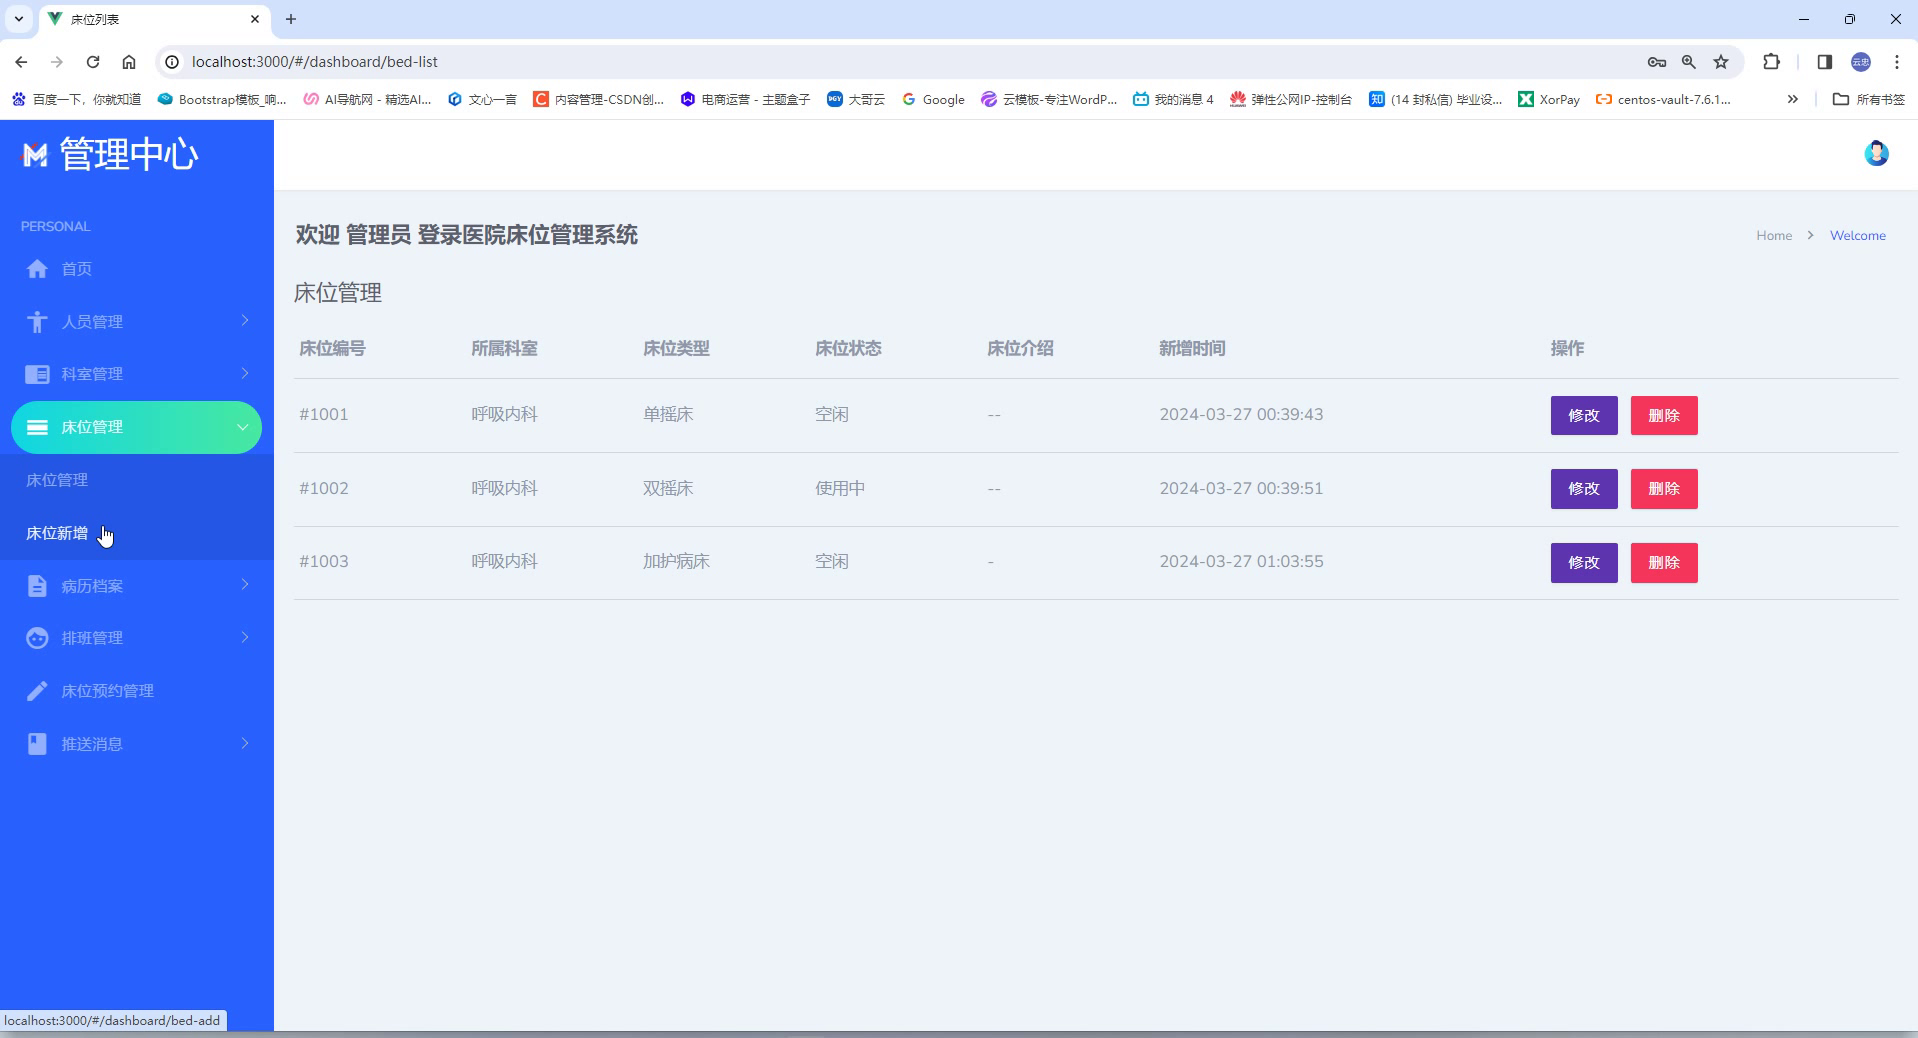 床位列表
localhost:3000/#/dashboard/bed-list
百度一下，你就知道 Bootstrap模板_响... AI导航网 - 精选AI... 文心一言 内容管理-CSDN创... 电商运营 - 主题盒子 大哥云 Google 云模板-专注WordP... 我的消息 4 弹性公网IP-控制台 (14 封私信) 毕业设... XorPay centos-vault-7.6.1... 所有书签
管理中心
PERSONAL
首页
人员管理
科室管理
床位管理
床位管理
床位新增
病历档案
排班管理
床位预约管理
推送消息
欢迎 管理员 登录医院床位管理系统
Home > Welcome
床位管理
床位编号 所属科室 床位类型 床位状态 床位介绍 新增时间 操作
#1001 呼吸内科 单摇床 空闲 -- 2024-03-27 00:39:43 修改 删除
#1002 呼吸内科 双摇床 使用中 -- 2024-03-27 00:39:51 修改 删除
#1003 呼吸内科 加护病床 空闲 - 2024-03-27 01:03:55 修改 删除
localhost:3000/#/dashboard/bed-add